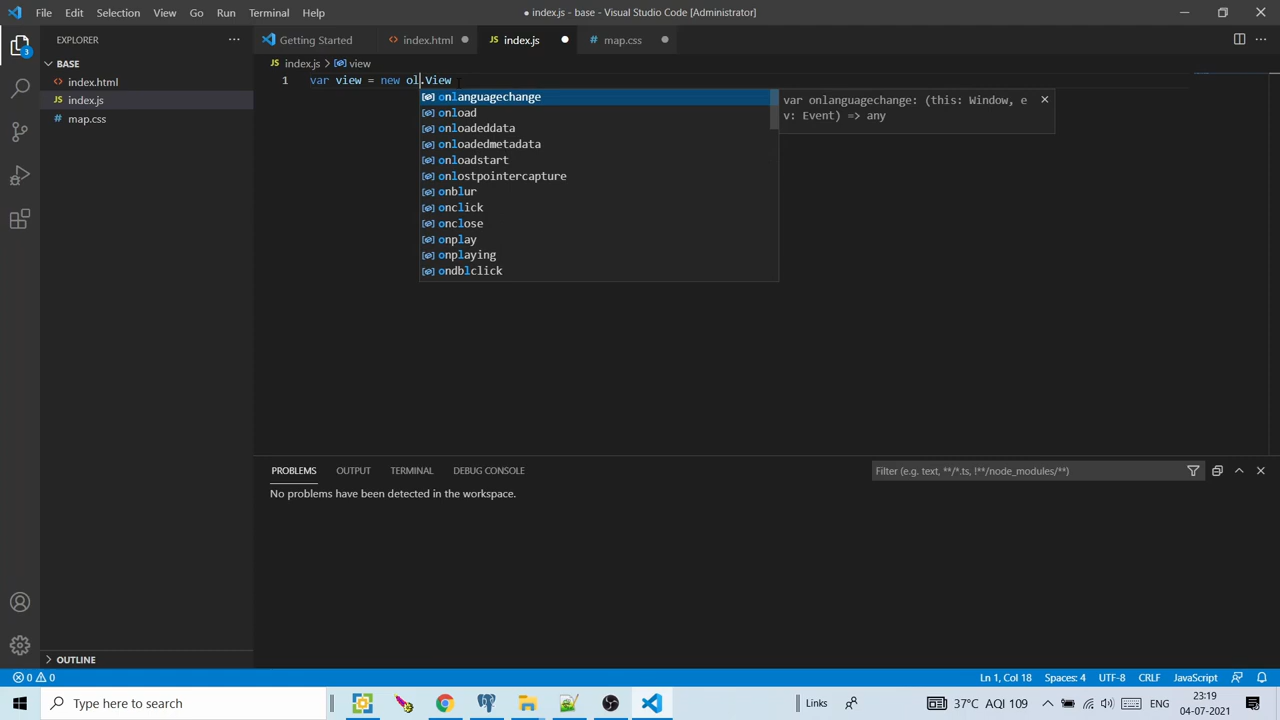 File Edit Selection View Go Run Terminal Help
● index.js - base - Visual Studio Code [Administrator]
EXPLORER
Getting Started
index.html
index.js
map.css
BASE
index.js > view
index.html
index.js
map.css
1 var view = new ol.View
onlanguagechange
onload
onloadeddata
onloadedmetadata
onloadstart
onlostpointercapture
onblur
onclick
onclose
onplay
onplaying
ondblclick
var onlanguagechange: (this: Window, e
v: Event) => any
PROBLEMS OUTPUT TERMINAL DEBUG CONSOLE
Filter (e.g. text, **/*.ts, !**/node_modules/**)
No problems have been detected in the workspace.
3
OUTLINE
0 0
Ln 1, Col 18 Spaces: 4 UTF-8 CRLF JavaScript
Type here to search
Links
37°C AQI 109
ENG
23:19
04-07-2021